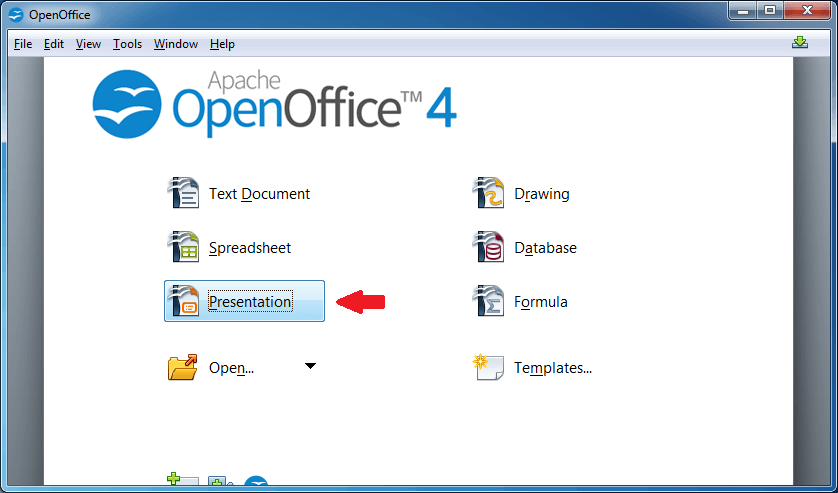 OpenOffice
File Edit View Tools Window Help
Apache
OpenOffice™ 4
Text Document
Drawing
Spreadsheet
Database
Presentation
Formula
Open...
Templates...